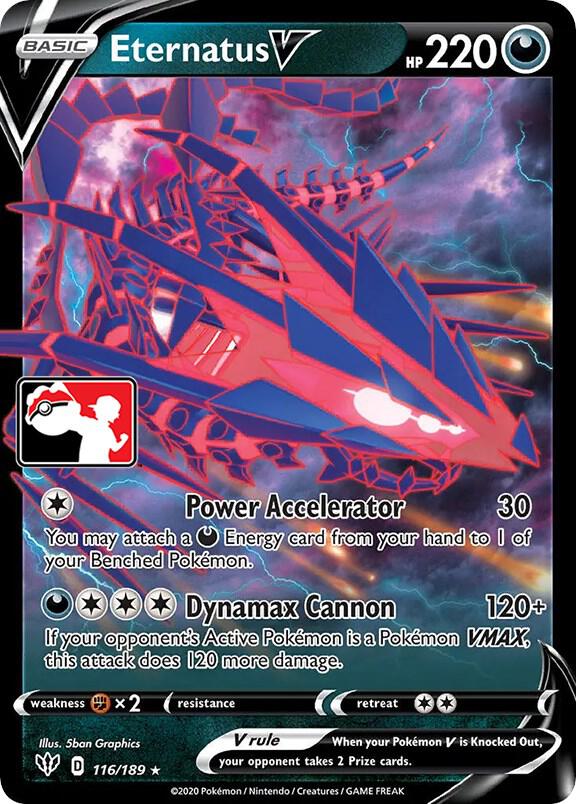 BASIC Eternatus V HP 220
Power Accelerator 30
You may attach a Energy card from your hand to 1 of
your Benched Pokémon.
Dynamax Cannon 120+
If your opponent's Active Pokémon is a Pokémon VMAX,
this attack does 120 more damage.
weakness ×2 resistance retreat
Illus. 5ban Graphics
V rule When your Pokémon V is Knocked Out,
your opponent takes 2 Prize cards.
D 116/189 ★
©2020 Pokémon / Nintendo / Creatures / GAME FREAK